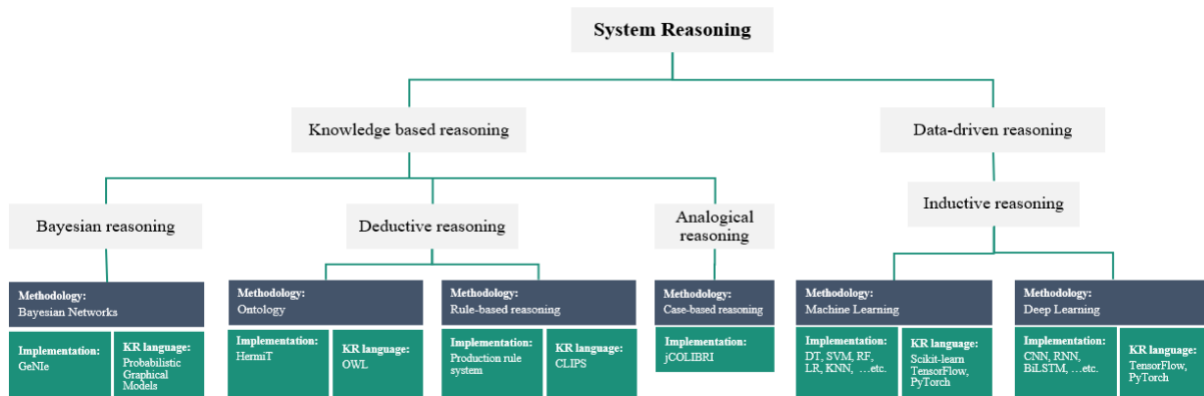 System Reasoning
Knowledge based reasoning
Data-driven reasoning
Bayesian reasoning
Deductive reasoning
Analogical
reasoning
Inductive reasoning
Methodology:
Bayesian Networks
Implementation:
GeNIe
KR language:
Probabilistic
Graphical
Models
Methodology:
Ontology
Implementation:
HermiT
KR language:
OWL
Methodology:
Rule-based reasoning
Implementation:
Production rule
system
KR language:
CLIPS
Methodology:
Case-based reasoning
Implementation:
jCOLIBRI
Methodology:
Machine Learning
Implementation:
DT, SVM, RF,
LR, KNN, …etc.
KR language:
Scikit-learn
TensorFlow,
PyTorch
Methodology:
Deep Learning
Implementation:
CNN, RNN,
BiLSTM, …etc.
KR language:
TensorFlow,
PyTorch